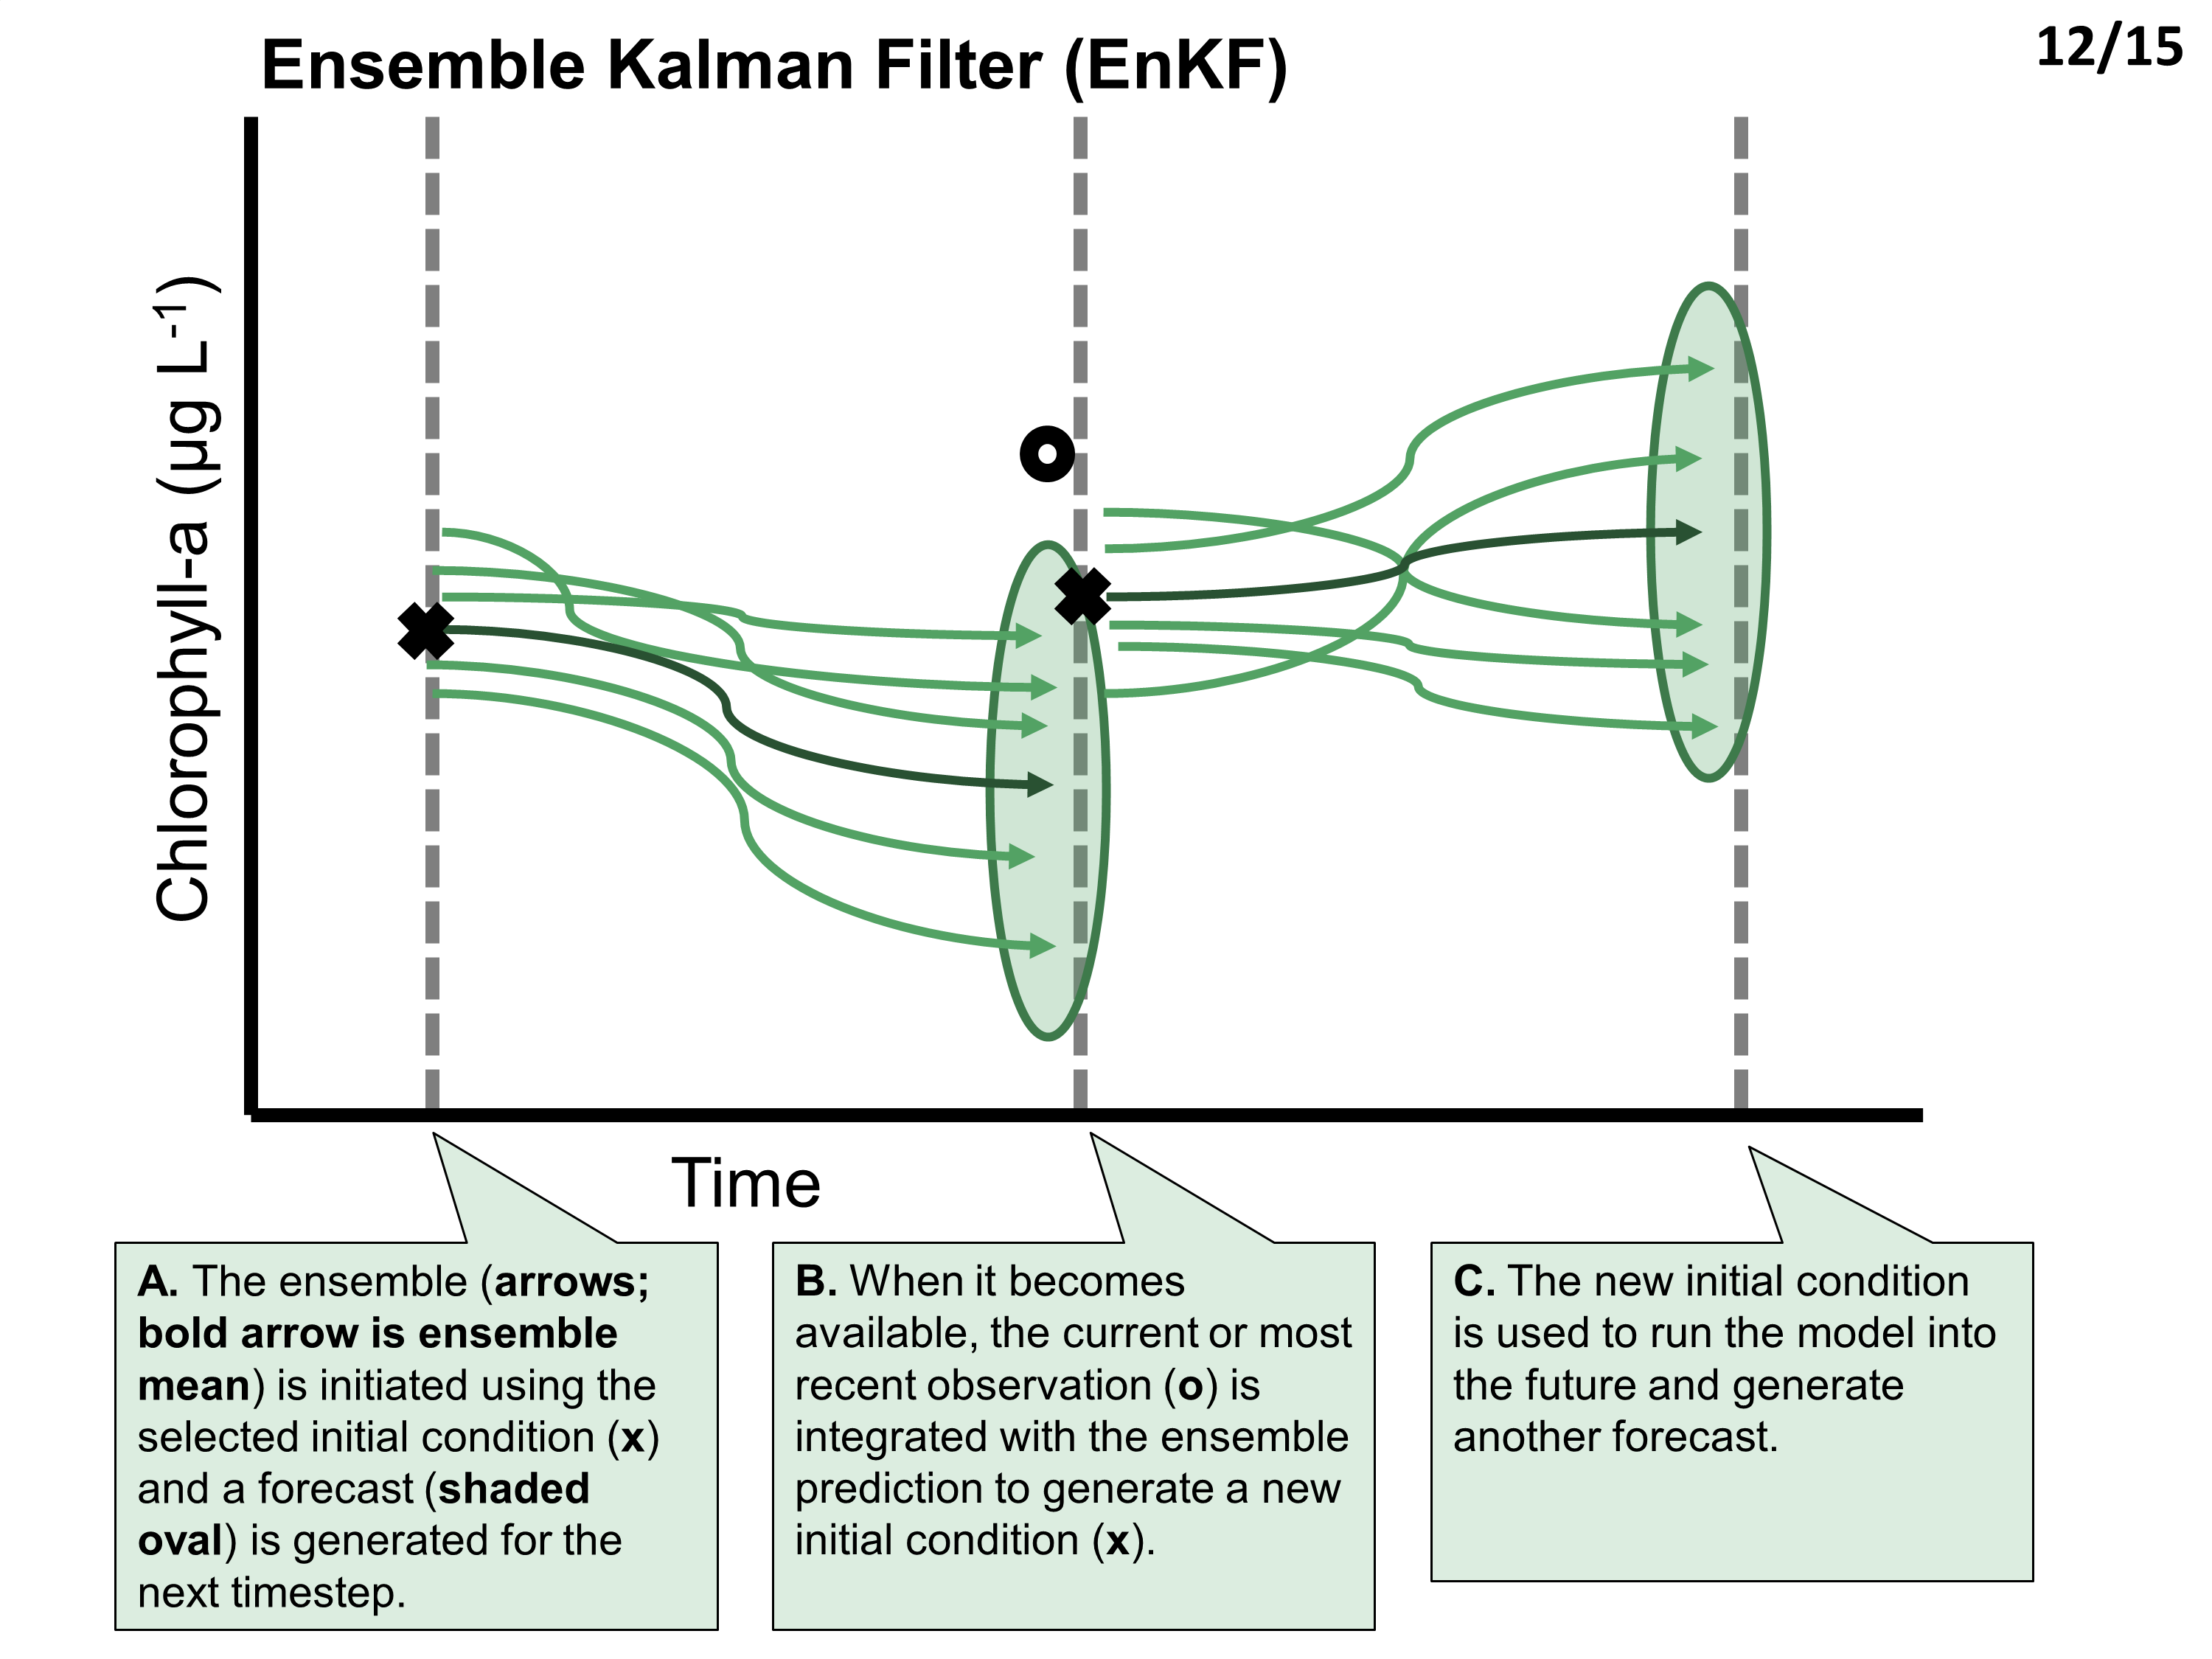 Ensemble Kalman Filter (EnKF)
12/15
Chlorophyll-a (µg L-1)
Time
A. The ensemble (arrows;
bold arrow is ensemble
mean) is initiated using the
selected initial condition (x)
and a forecast (shaded
oval) is generated for the
next timestep.
B. When it becomes
available, the current or most
recent observation (o) is
integrated with the ensemble
prediction to generate a new
initial condition (x).
C. The new initial condition
is used to run the model into
the future and generate
another forecast.